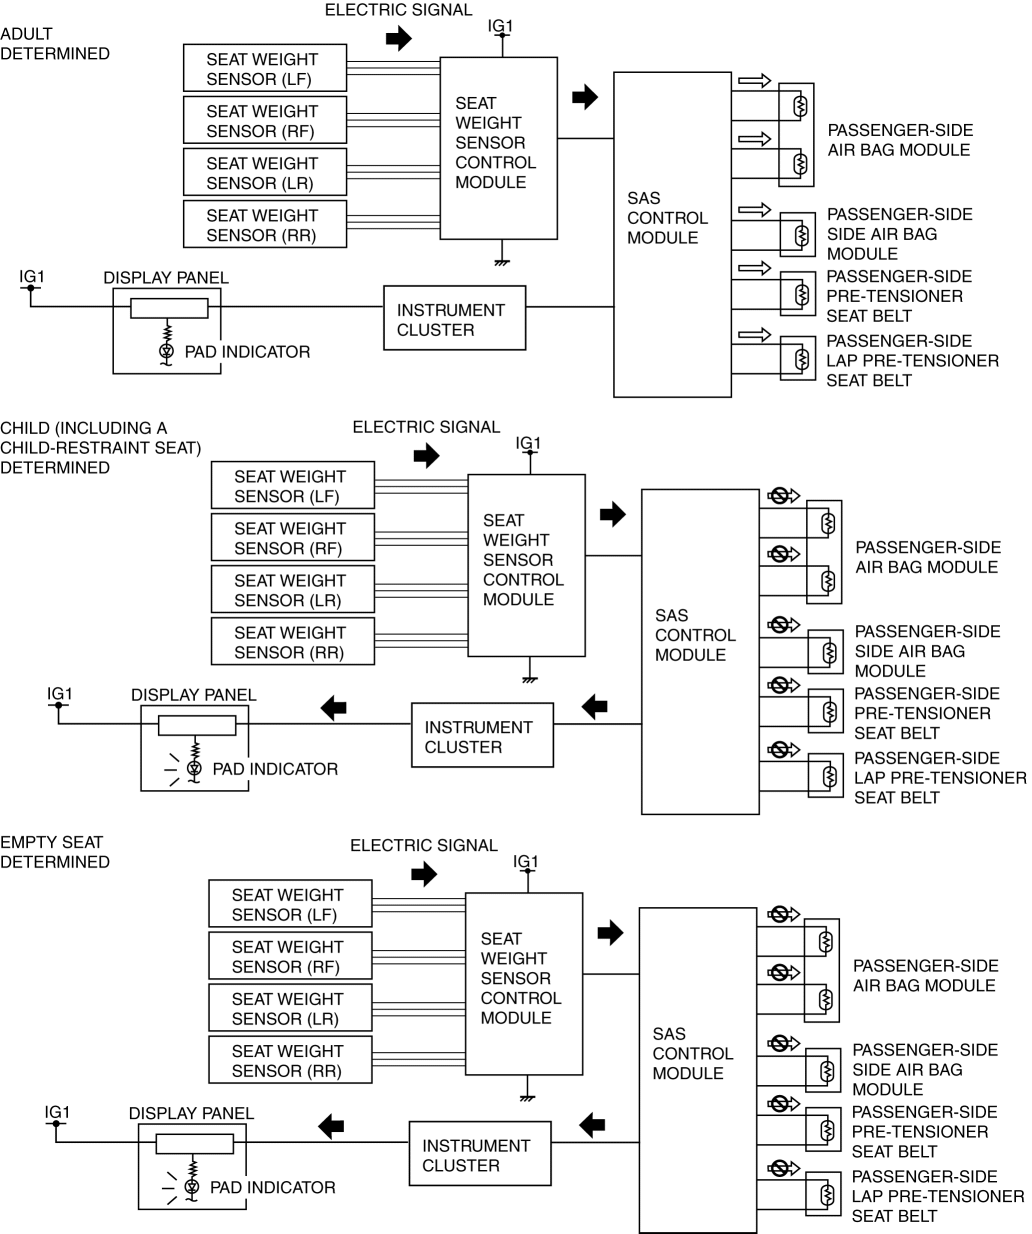 ELECTRIC SIGNAL
ADULT
DETERMINED
IG1
SEAT WEIGHT
SENSOR (LF)
SEAT WEIGHT
SENSOR (RF)
SEAT WEIGHT
SENSOR (LR)
SEAT WEIGHT
SENSOR (RR)
SEAT
WEIGHT
SENSOR
CONTROL
MODULE
SAS
CONTROL
MODULE
PASSENGER-SIDE
AIR BAG MODULE
PASSENGER-SIDE
SIDE AIR BAG
MODULE
PASSENGER-SIDE
PRE-TENSIONER
SEAT BELT
PASSENGER-SIDE
LAP PRE-TENSIONER
SEAT BELT
IG1
DISPLAY PANEL
PAD INDICATOR
INSTRUMENT
CLUSTER
CHILD (INCLUDING A
CHILD-RESTRAINT SEAT)
DETERMINED
ELECTRIC SIGNAL
IG1
SEAT WEIGHT
SENSOR (LF)
SEAT WEIGHT
SENSOR (RF)
SEAT WEIGHT
SENSOR (LR)
SEAT WEIGHT
SENSOR (RR)
SEAT
WEIGHT
SENSOR
CONTROL
MODULE
SAS
CONTROL
MODULE
PASSENGER-SIDE
AIR BAG MODULE
PASSENGER-SIDE
SIDE AIR BAG
MODULE
PASSENGER-SIDE
PRE-TENSIONER
SEAT BELT
PASSENGER-SIDE
LAP PRE-TENSIONER
SEAT BELT
IG1
DISPLAY PANEL
PAD INDICATOR
INSTRUMENT
CLUSTER
EMPTY SEAT
DETERMINED
ELECTRIC SIGNAL
IG1
SEAT WEIGHT
SENSOR (LF)
SEAT WEIGHT
SENSOR (RF)
SEAT WEIGHT
SENSOR (LR)
SEAT WEIGHT
SENSOR (RR)
SEAT
WEIGHT
SENSOR
CONTROL
MODULE
SAS
CONTROL
MODULE
PASSENGER-SIDE
AIR BAG MODULE
PASSENGER-SIDE
SIDE AIR BAG
MODULE
PASSENGER-SIDE
PRE-TENSIONER
SEAT BELT
PASSENGER-SIDE
LAP PRE-TENSIONER
SEAT BELT
IG1
DISPLAY PANEL
PAD INDICATOR
INSTRUMENT
CLUSTER